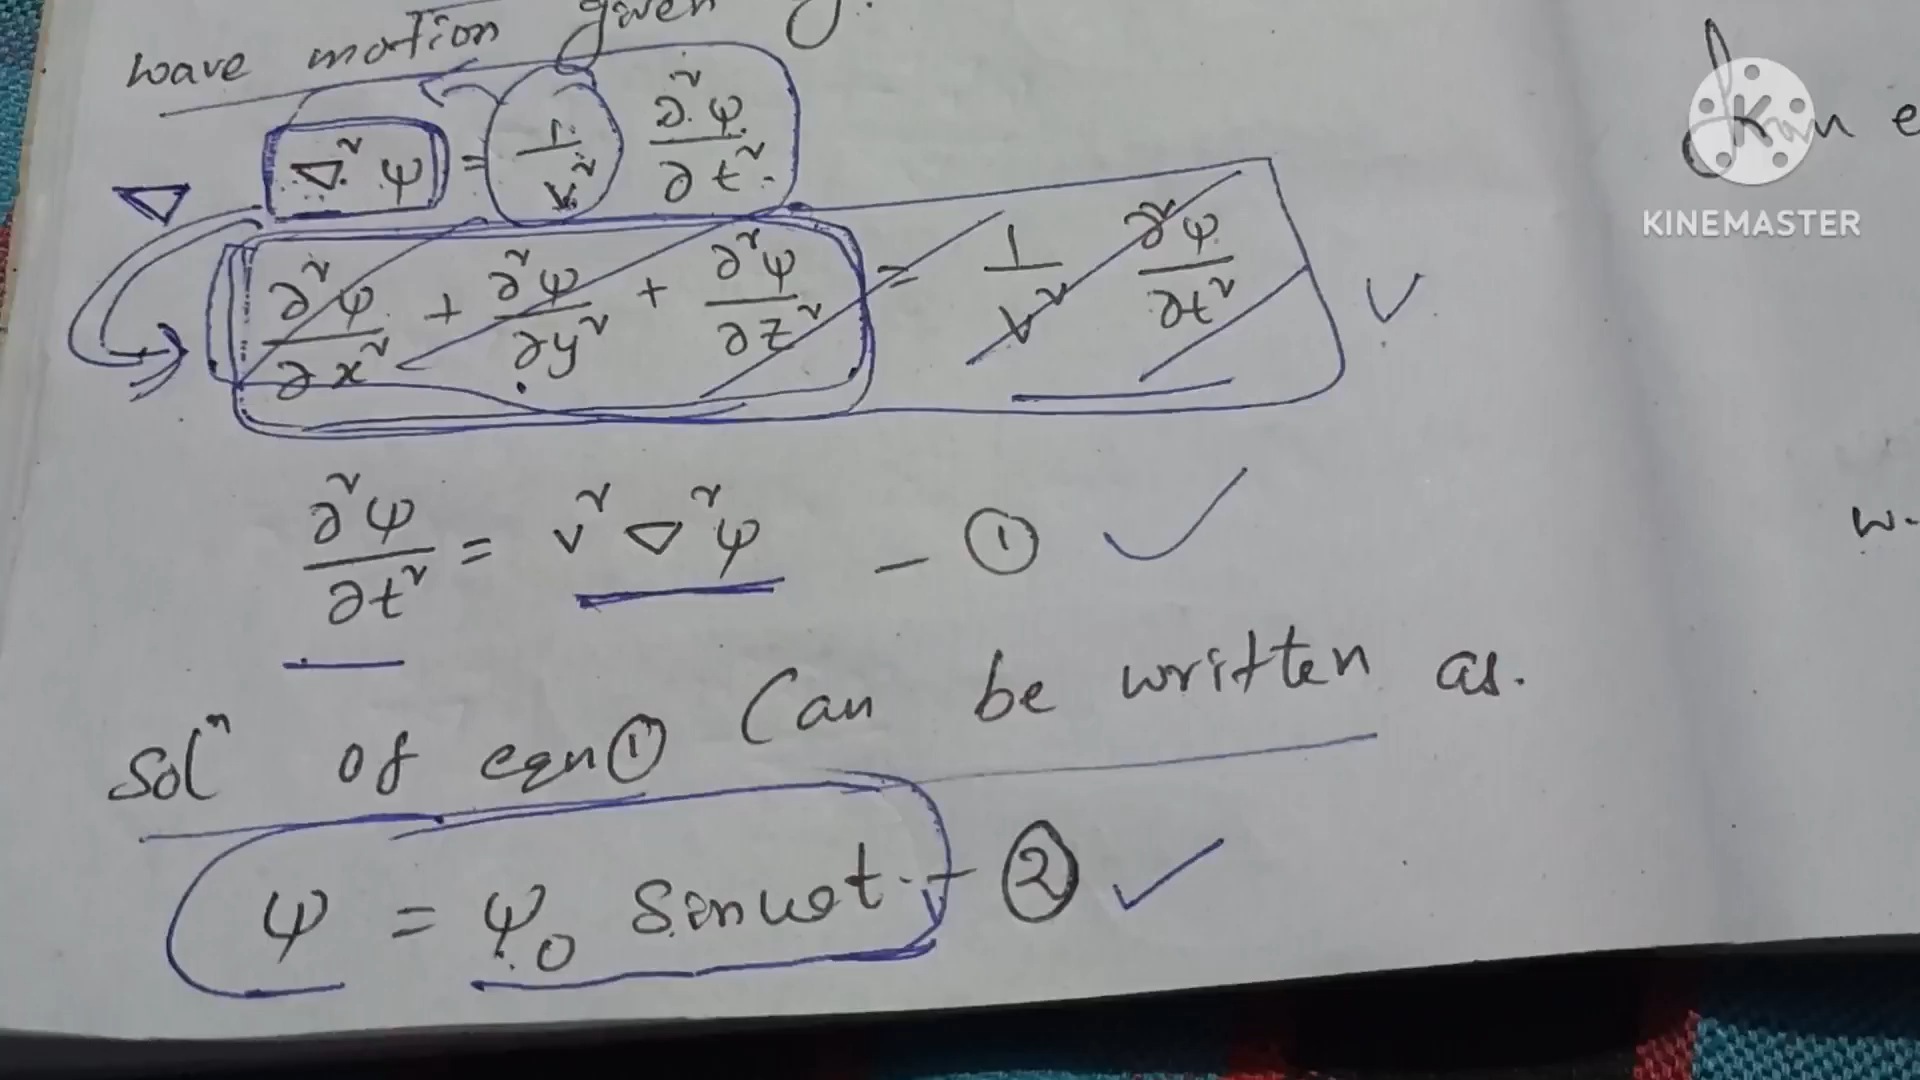 wave motion given
∇²ψ = 1/v² ∂²ψ/∂t²
∇
∂²ψ/∂x² + ∂²ψ/∂y² + ∂²ψ/∂z² = 1/v² ∂²ψ/∂t²
∂²ψ/∂t² = v² ∇²ψ — ①
Solⁿ of eqn ① Can be written as.
ψ = ψ₀ Sinωt. — ②
K
KINEMASTER
w.